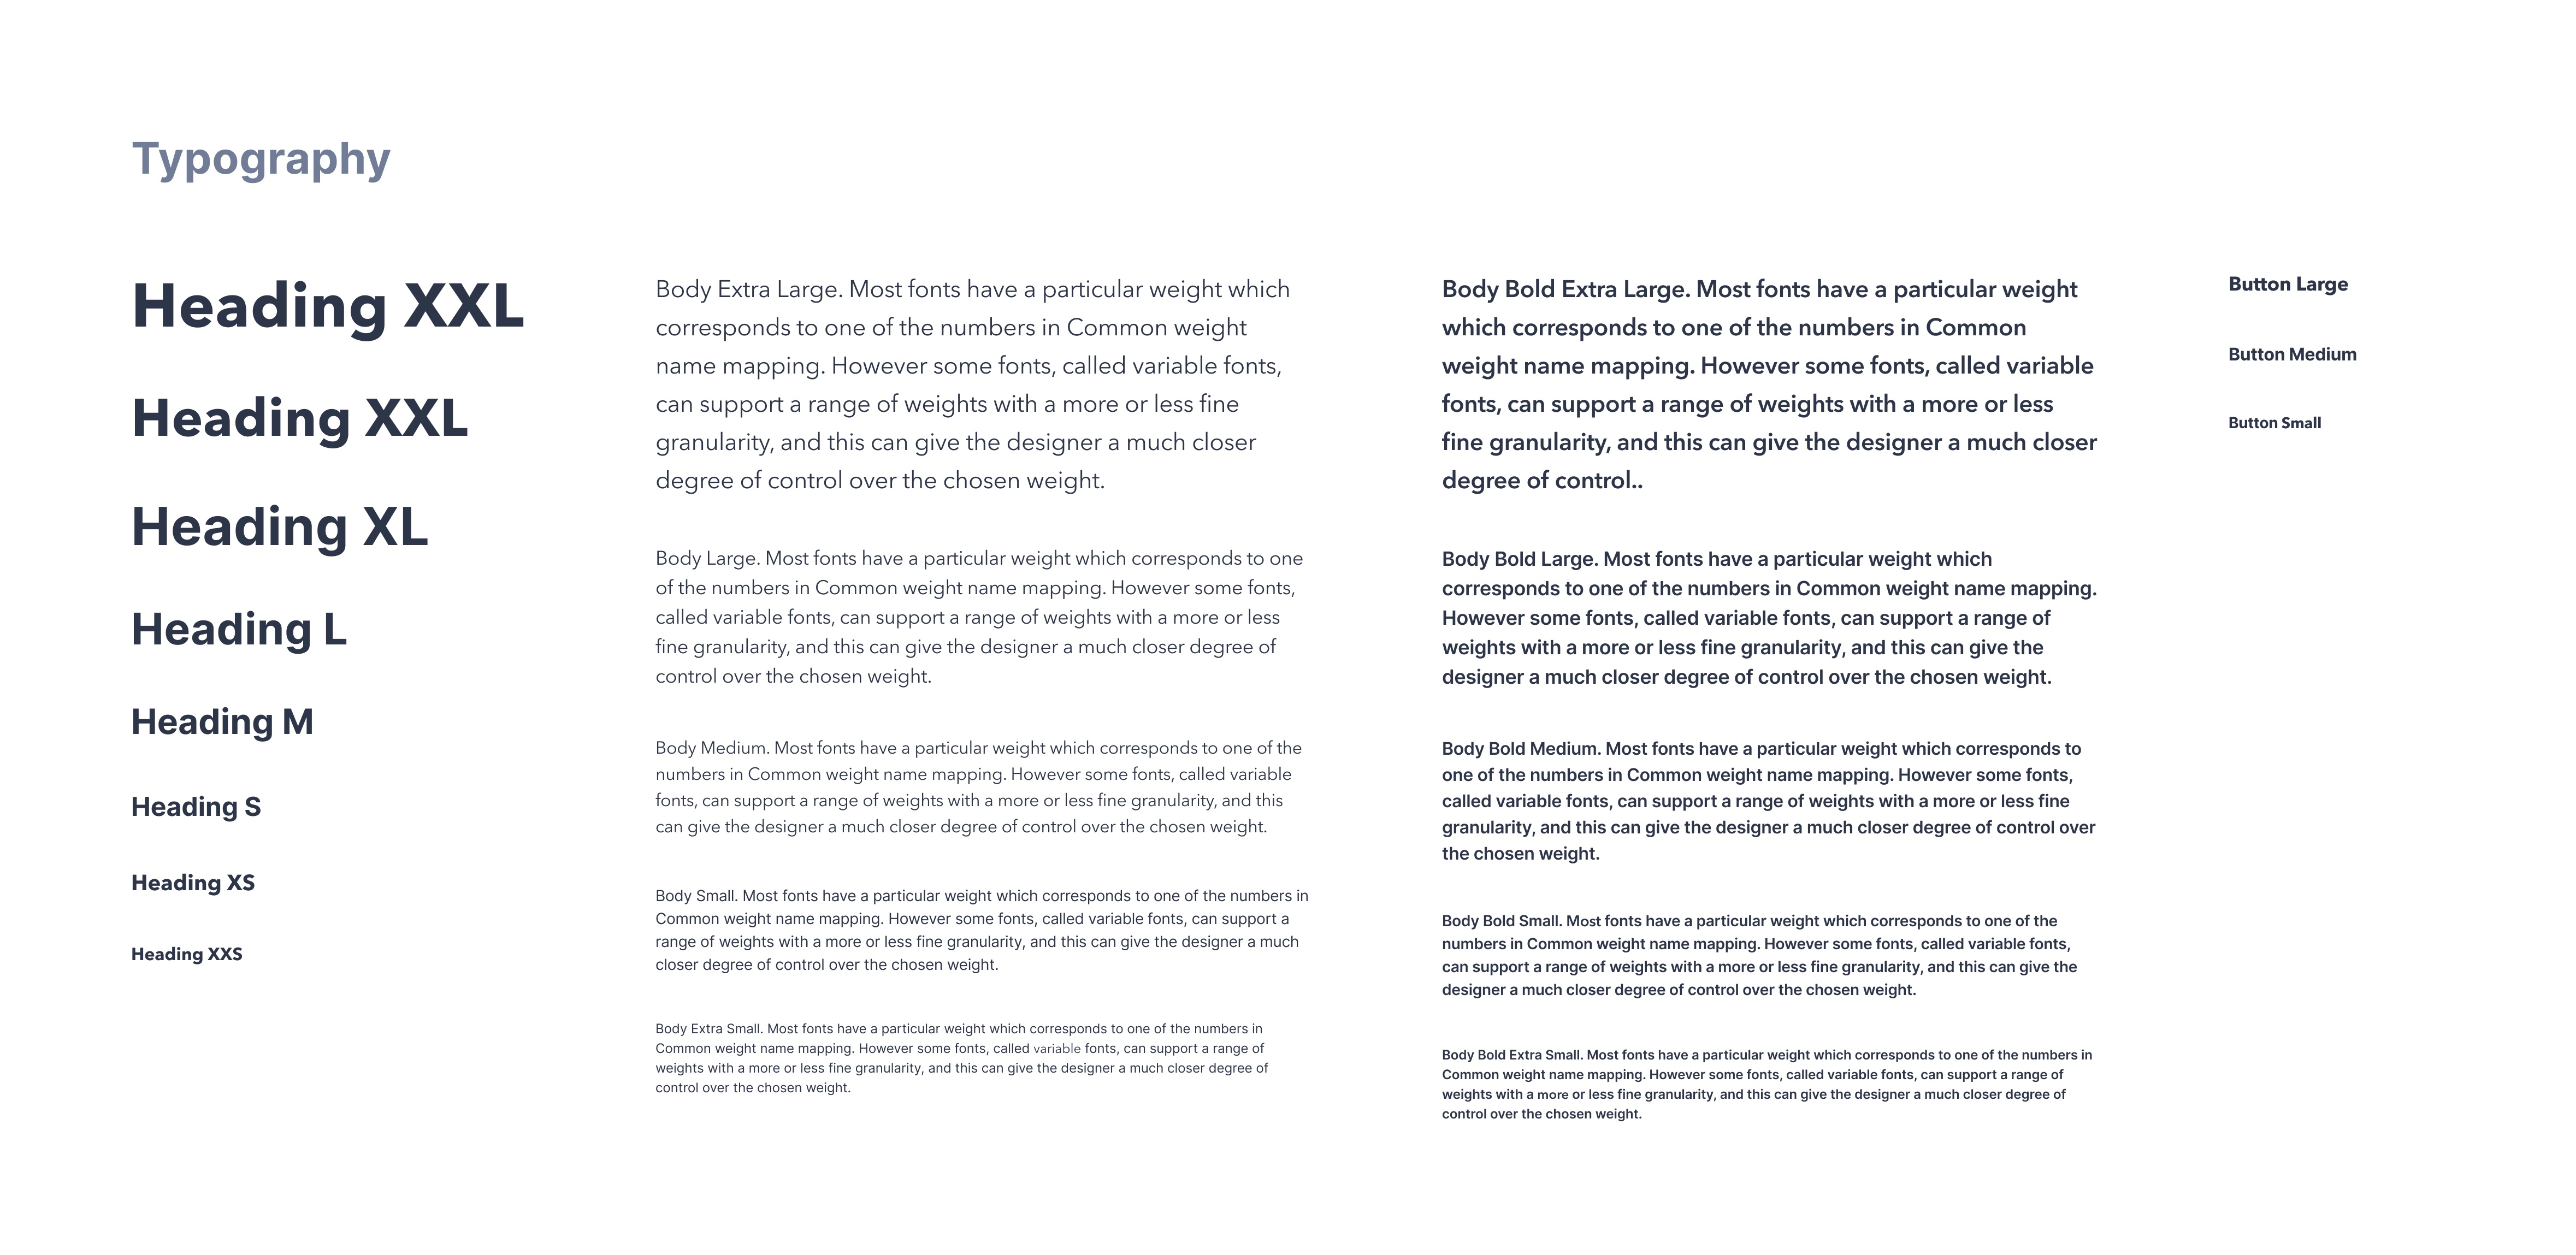 Typography
Heading XXL
Heading XXL
Heading XL
Heading L
Heading M
Heading S
Heading XS
Heading XXS
Body Extra Large. Most fonts have a particular weight which
corresponds to one of the numbers in Common weight
name mapping. However some fonts, called variable fonts,
can support a range of weights with a more or less fine
granularity, and this can give the designer a much closer
degree of control over the chosen weight.
Body Large. Most fonts have a particular weight which corresponds to one
of the numbers in Common weight name mapping. However some fonts,
called variable fonts, can support a range of weights with a more or less
fine granularity, and this can give the designer a much closer degree of
control over the chosen weight.
Body Medium. Most fonts have a particular weight which corresponds to one of the
numbers in Common weight name mapping. However some fonts, called variable
fonts, can support a range of weights with a more or less fine granularity, and this
can give the designer a much closer degree of control over the chosen weight.
Body Small. Most fonts have a particular weight which corresponds to one of the numbers in
Common weight name mapping. However some fonts, called variable fonts, can support a
range of weights with a more or less fine granularity, and this can give the designer a much
closer degree of control over the chosen weight.
Body Extra Small. Most fonts have a particular weight which corresponds to one of the numbers in
Common weight name mapping. However some fonts, called variable fonts, can support a range of
weights with a more or less fine granularity, and this can give the designer a much closer degree of
control over the chosen weight.
Body Bold Extra Large. Most fonts have a particular weight
which corresponds to one of the numbers in Common
weight name mapping. However some fonts, called variable
fonts, can support a range of weights with a more or less
fine granularity, and this can give the designer a much closer
degree of control..
Body Bold Large. Most fonts have a particular weight which
corresponds to one of the numbers in Common weight name mapping.
However some fonts, called variable fonts, can support a range of
weights with a more or less fine granularity, and this can give the
designer a much closer degree of control over the chosen weight.
Body Bold Medium. Most fonts have a particular weight which corresponds to
one of the numbers in Common weight name mapping. However some fonts,
called variable fonts, can support a range of weights with a more or less fine
granularity, and this can give the designer a much closer degree of control over
the chosen weight.
Body Bold Small. Most fonts have a particular weight which corresponds to one of the
numbers in Common weight name mapping. However some fonts, called variable fonts,
can support a range of weights with a more or less fine granularity, and this can give the
designer a much closer degree of control over the chosen weight.
Body Bold Extra Small. Most fonts have a particular weight which corresponds to one of the numbers in
Common weight name mapping. However some fonts, called variable fonts, can support a range of
weights with a more or less fine granularity, and this can give the designer a much closer degree of
control over the chosen weight.
Button Large
Button Medium
Button Small